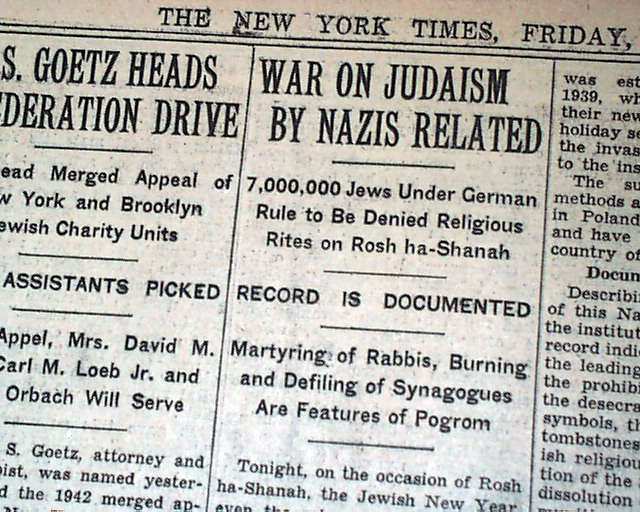 THE NEW YORK TIMES, FRIDAY,
S. GOETZ HEADS
DERATION DRIVE
ead Merged Appeal of
w York and Brooklyn
ewish Charity Units
ASSISTANTS PICKED
Appel, Mrs. David M.
Carl M. Loeb Jr. and
Orbach Will Serve
S. Goetz, attorney and
pist, was named yester-
d the 1942 merged ap-
WAR ON JUDAISM
BY NAZIS RELATED
7,000,000 Jews Under German
Rule to Be Denied Religious
Rites on Rosh ha-Shanah
RECORD IS DOCUMENTED
Martyring of Rabbis, Burning
and Defiling of Synagogues
Are Features of Pogrom
Tonight, on the occasion of Rosh
ha-Shanah, the Jewish New Year
even the
was est
1939, wh
their new
holiday se
the invas
to the ins
The su
methods a
in Poland
and have
country of
Docum
Describi
of this Na
the institut
record indi
the leading
the prohib
the desecr
symbols, th
tombstones
ish religiou
tion of the
dissolution